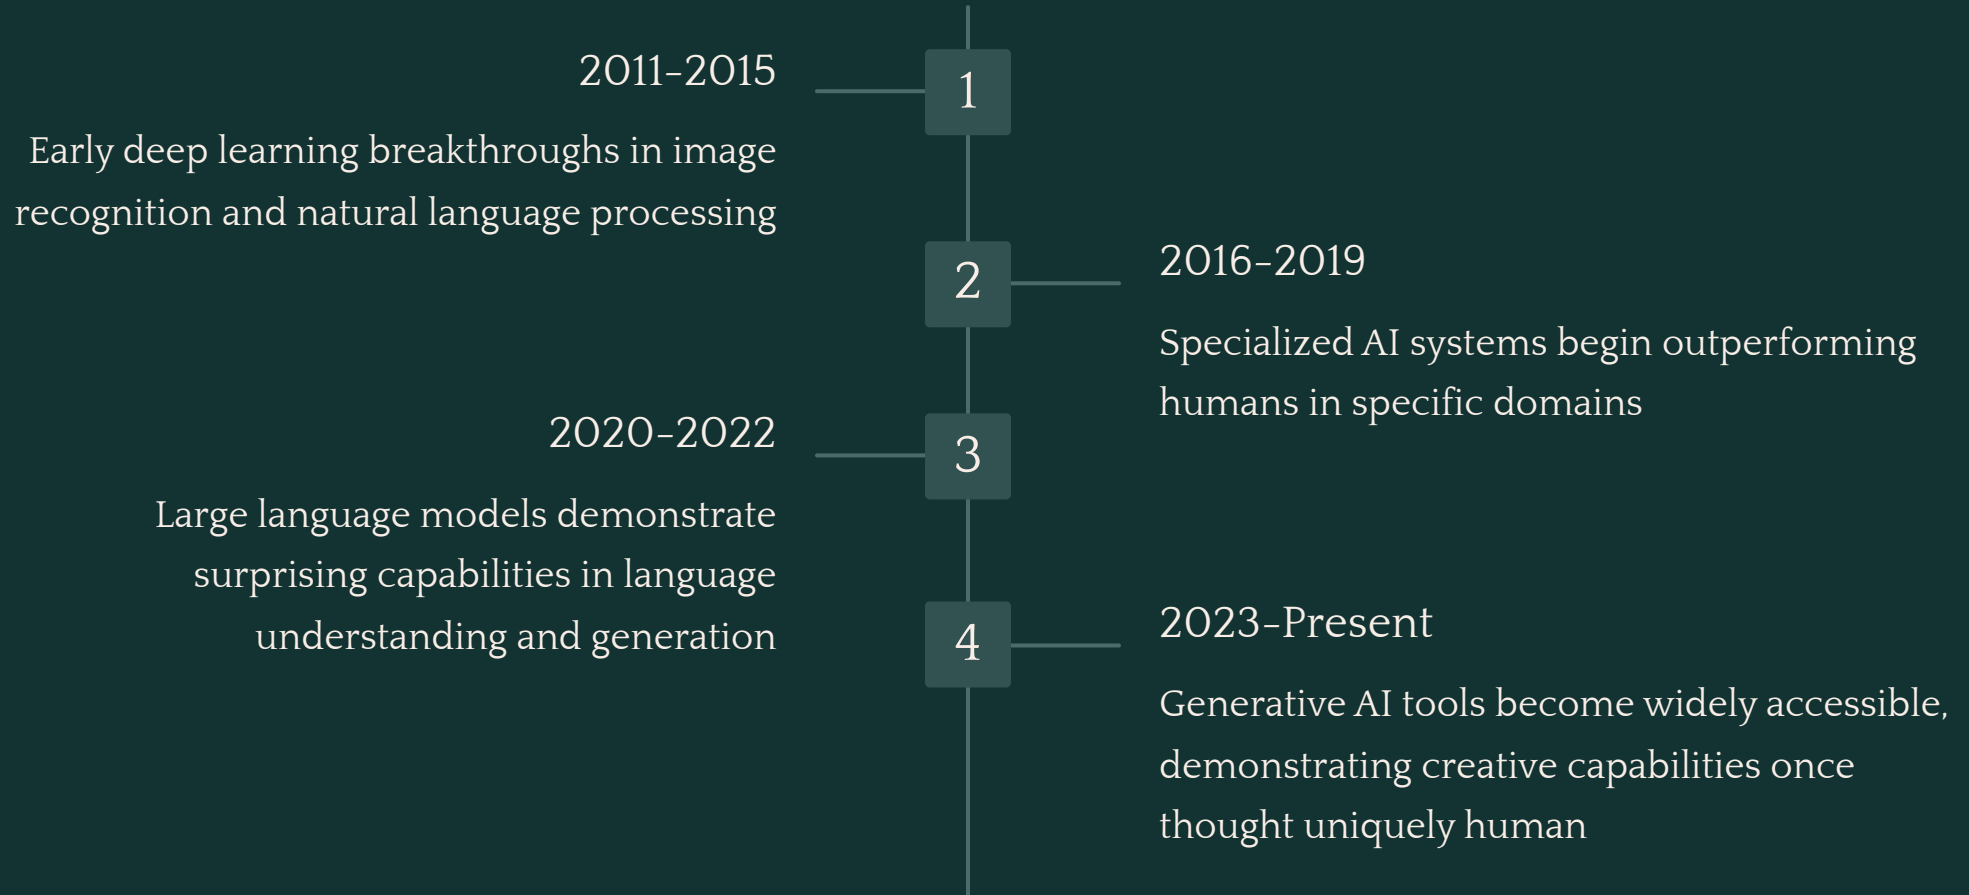 1
2011–2015
Early deep learning breakthroughs in image
recognition and natural language processing
2
2016–2019
Specialized AI systems begin outperforming
humans in specific domains
3
2020–2022
Large language models demonstrate
surprising capabilities in language
understanding and generation
4
2023–Present
Generative AI tools become widely accessible,
demonstrating creative capabilities once
thought uniquely human